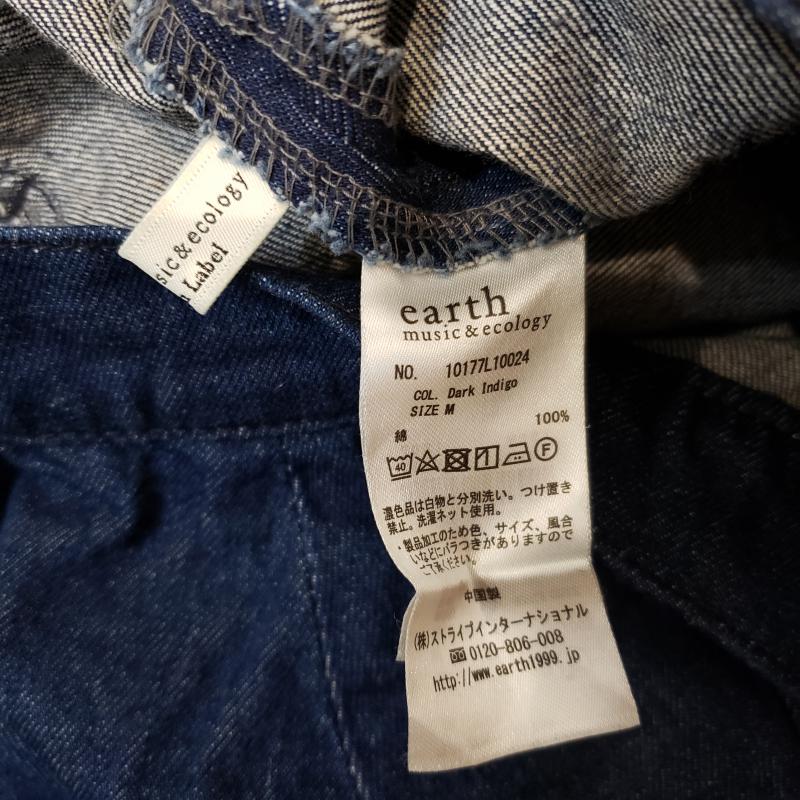 sic & ecology
Label
earth
music & ecology
NO. 10177L10024
COL. Dark Indigo
SIZE M
綿 100%
40 1 F
濃色品は白物と分別洗い。つけ置き
禁止。洗濯ネット使用。
・製品加工のため色、サイズ、風合
いなどにバラつきがありますので
ご了承ください。
中国製
(株)ストライプインターナショナル
0120-806-008
http://www.earth1999.jp